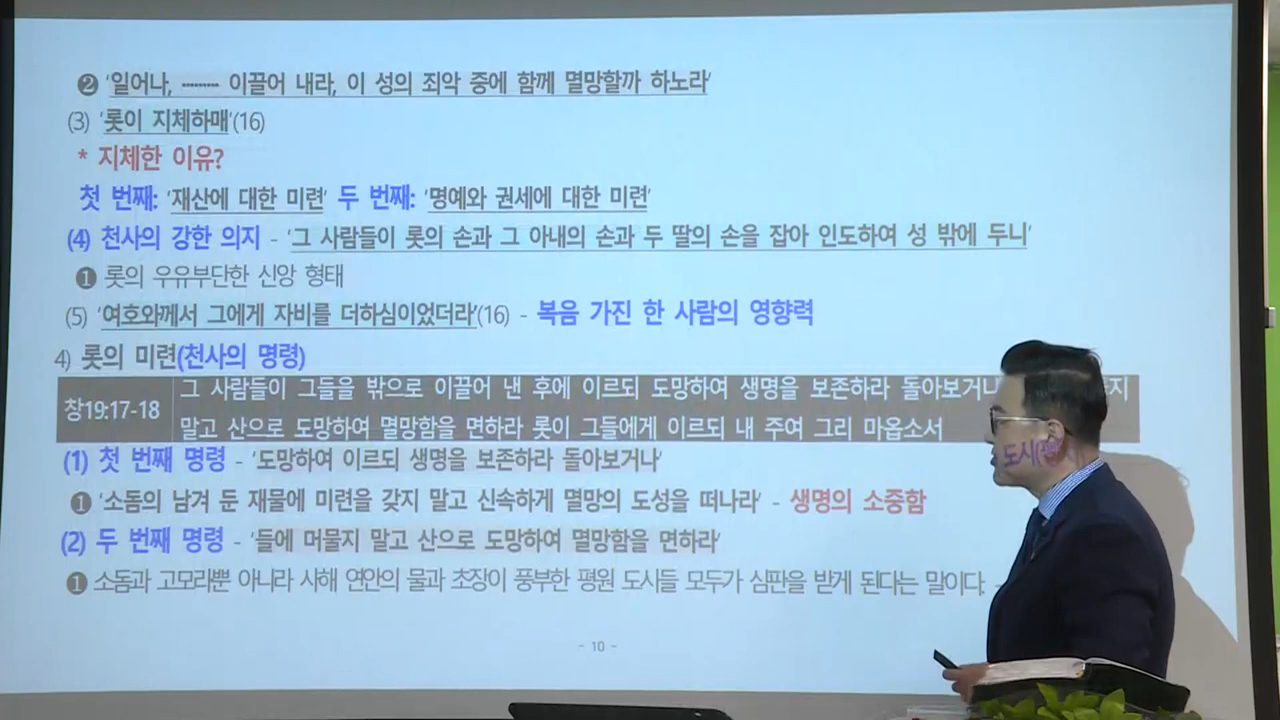 ❷ '일어나, ------- 이끌어 내라, 이 성의 죄악 중에 함께 멸망할까 하노라'
(3) '롯이 지체하매'(16)
* 지체한 이유?
첫 번째: '재산에 대한 미련' 두 번째: '명예와 권세에 대한 미련'
(4) 천사의 강한 의지 - '그 사람들이 롯의 손과 그 아내의 손과 두 딸의 손을 잡아 인도하여 성 밖에 두니'
❶ 롯의 우유부단한 신앙 형태
(5) '여호와께서 그에게 자비를 더하심이었더라'(16) - 복음 가진 한 사람의 영향력
4) 롯의 미련(천사의 명령)
창19:17-18
그 사람들이 그들을 밖으로 이끌어 낸 후에 이르되 도망하여 생명을 보존하라 돌아보거나
말고 산으로 도망하여 멸망함을 면하라 롯이 그들에게 이르되 내 주여 그리 마옵소서
(1) 첫 번째 명령 - '도망하여 이르되 생명을 보존하라 돌아보거나'
❶ '소돔의 남겨 둔 재물에 미련을 갖지 말고 신속하게 멸망의 도성을 떠나라' - 생명의 소중함
(2) 두 번째 명령 - '들에 머물지 말고 산으로 도망하여 멸망함을 면하라'
❶ 소돔과 고모라뿐 아니라 사해 연안의 물과 초장이 풍부한 평원 도시들 모두가 심판을 받게 된다는 말이다. -
도시(
- 10 -